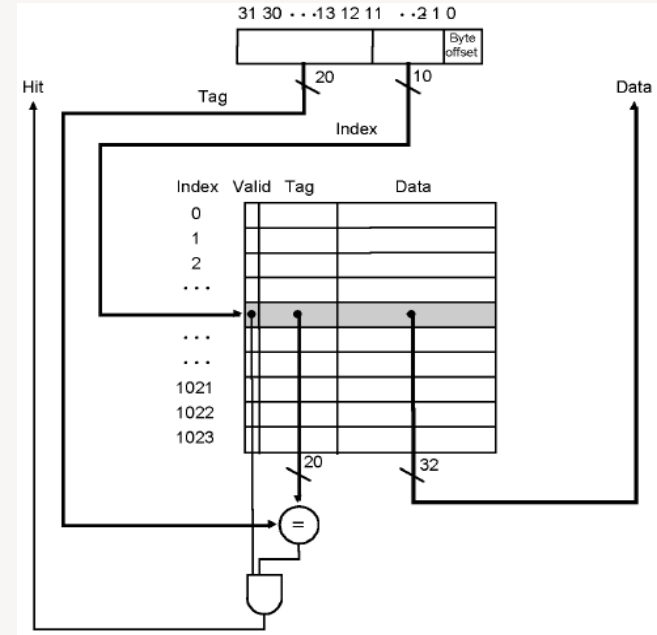 31 30 · · ·13 12 11 · ·2 1 0
Byte
offset
20
10
Hit
Tag
Data
Index
Index Valid Tag Data
0
1
2
· · ·
· · ·
· · ·
1021
1022
1023
20
32
=